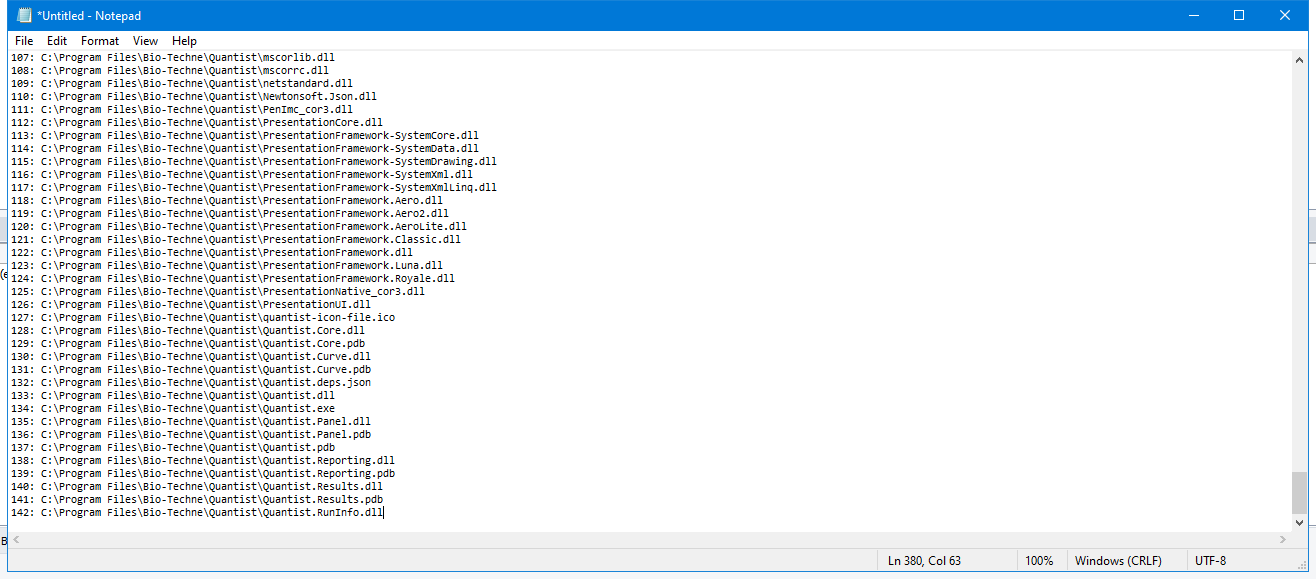 *Untitled - Notepad
File Edit Format View Help
107: C:\Program Files\Bio-Techne\Quantist\mscorlib.dll
108: C:\Program Files\Bio-Techne\Quantist\mscorrc.dll
109: C:\Program Files\Bio-Techne\Quantist\netstandard.dll
110: C:\Program Files\Bio-Techne\Quantist\Newtonsoft.Json.dll
111: C:\Program Files\Bio-Techne\Quantist\PenImc_cor3.dll
112: C:\Program Files\Bio-Techne\Quantist\PresentationCore.dll
113: C:\Program Files\Bio-Techne\Quantist\PresentationFramework-SystemCore.dll
114: C:\Program Files\Bio-Techne\Quantist\PresentationFramework-SystemData.dll
115: C:\Program Files\Bio-Techne\Quantist\PresentationFramework-SystemDrawing.dll
116: C:\Program Files\Bio-Techne\Quantist\PresentationFramework-SystemXml.dll
117: C:\Program Files\Bio-Techne\Quantist\PresentationFramework-SystemXmlLinq.dll
118: C:\Program Files\Bio-Techne\Quantist\PresentationFramework.Aero.dll
119: C:\Program Files\Bio-Techne\Quantist\PresentationFramework.Aero2.dll
120: C:\Program Files\Bio-Techne\Quantist\PresentationFramework.AeroLite.dll
121: C:\Program Files\Bio-Techne\Quantist\PresentationFramework.Classic.dll
122: C:\Program Files\Bio-Techne\Quantist\PresentationFramework.dll
123: C:\Program Files\Bio-Techne\Quantist\PresentationFramework.Luna.dll
124: C:\Program Files\Bio-Techne\Quantist\PresentationFramework.Royale.dll
125: C:\Program Files\Bio-Techne\Quantist\PresentationNative_cor3.dll
126: C:\Program Files\Bio-Techne\Quantist\PresentationUI.dll
127: C:\Program Files\Bio-Techne\Quantist\quantist-icon-file.ico
128: C:\Program Files\Bio-Techne\Quantist\Quantist.Core.dll
129: C:\Program Files\Bio-Techne\Quantist\Quantist.Core.pdb
130: C:\Program Files\Bio-Techne\Quantist\Quantist.Curve.dll
131: C:\Program Files\Bio-Techne\Quantist\Quantist.Curve.pdb
132: C:\Program Files\Bio-Techne\Quantist\Quantist.deps.json
133: C:\Program Files\Bio-Techne\Quantist\Quantist.dll
134: C:\Program Files\Bio-Techne\Quantist\Quantist.exe
135: C:\Program Files\Bio-Techne\Quantist\Quantist.Panel.dll
136: C:\Program Files\Bio-Techne\Quantist\Quantist.Panel.pdb
137: C:\Program Files\Bio-Techne\Quantist\Quantist.pdb
138: C:\Program Files\Bio-Techne\Quantist\Quantist.Reporting.dll
139: C:\Program Files\Bio-Techne\Quantist\Quantist.Reporting.pdb
140: C:\Program Files\Bio-Techne\Quantist\Quantist.Results.dll
141: C:\Program Files\Bio-Techne\Quantist\Quantist.Results.pdb
142: C:\Program Files\Bio-Techne\Quantist\Quantist.RunInfo.dll
Ln 380, Col 63 100% Windows (CRLF) UTF-8